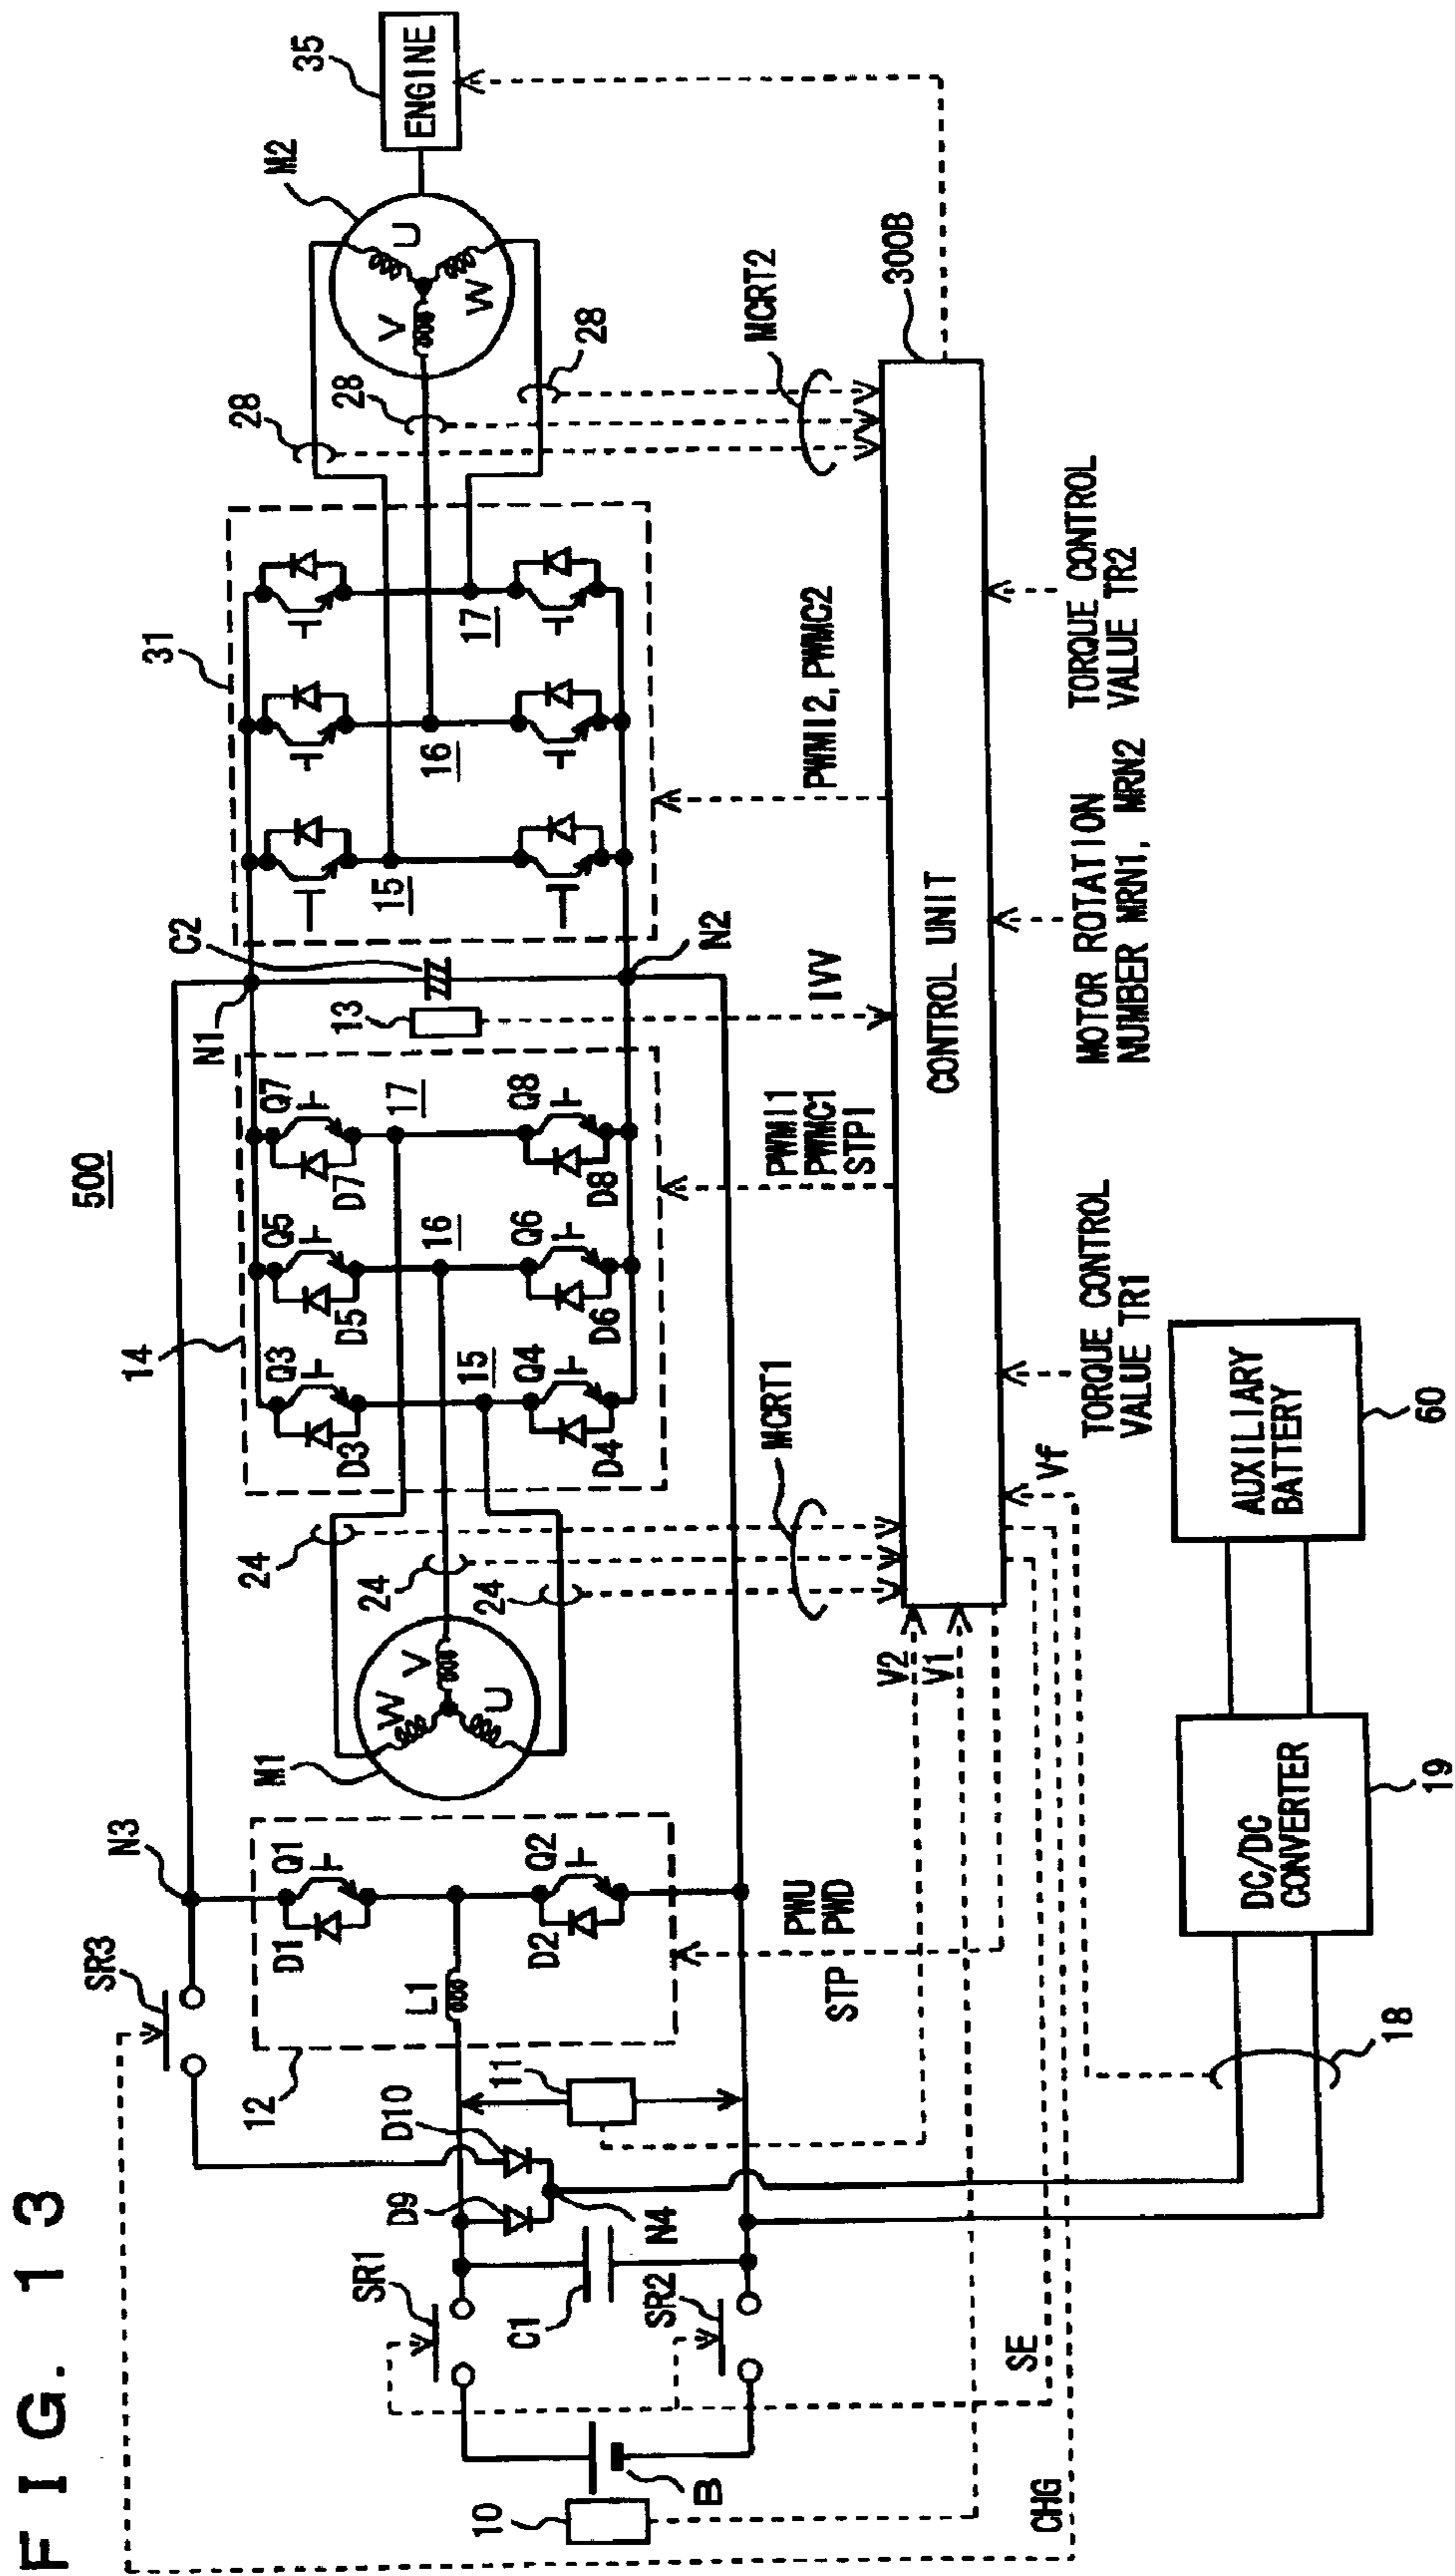 FIG. 13
500
SR3
N3
N1
C2
14
31
M2
35
ENGINE
12
D1
Q1
M1
W
V
U
24
24
24
D3
Q3
D5
Q5
D7
Q7
15
16
17
13
N2
15
16
17
28
28
28
U
V
W
SR1
D9
D10
L1
11
D2
Q2
D4
Q4
D6
Q6
D8
Q8
10
B
C1
SR2
N4
STP
PWU
PWD
V2
V1
MCRT1
PWMI1
PWMC1
STP1
IVV
PWMI2, PWMC2
MCRT2
300B
CONTROL UNIT
CHG
SE
Vf
TORQUE CONTROL
VALUE TR1
MOTOR ROTATION
NUMBER MRN1, MRN2
TORQUE CONTROL
VALUE TR2
18
DC/DC
CONVERTER
19
AUXILIARY
BATTERY
60